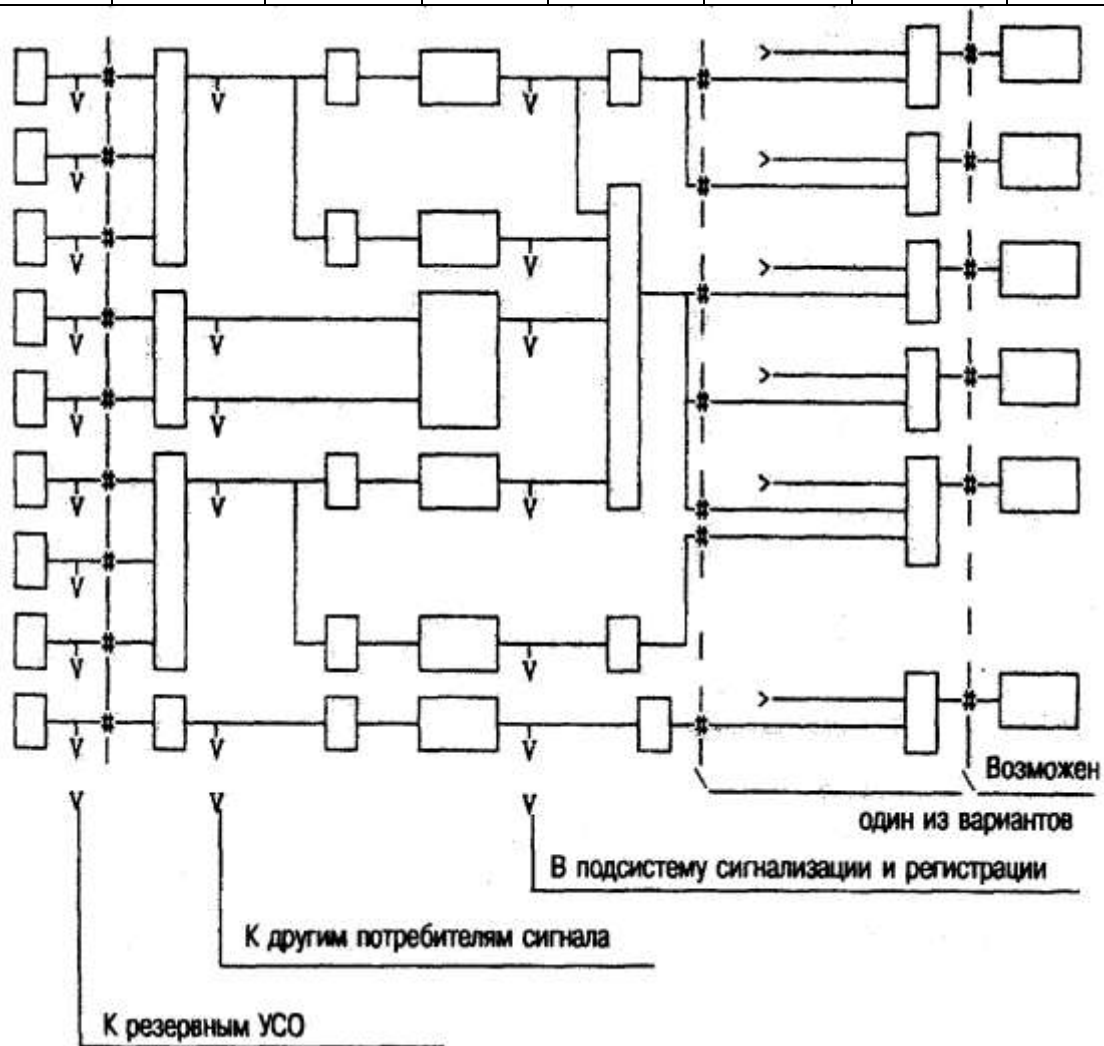 Возможен
один из вариантов
В подсистему сигнализации и регистрации
К другим потребителям сигнала
К резервным УСО